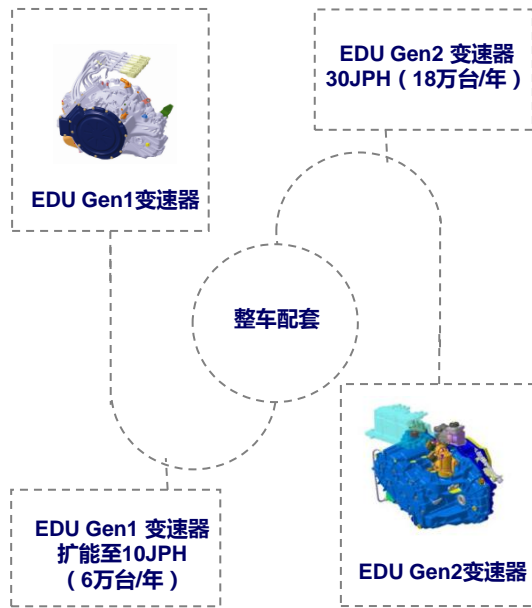 EDU Gen1变速器
EDU Gen2 变速器
30JPH（18万台/年）
整车配套
EDU Gen1 变速器
扩能至10JPH
（6万台/年）
EDU Gen2变速器